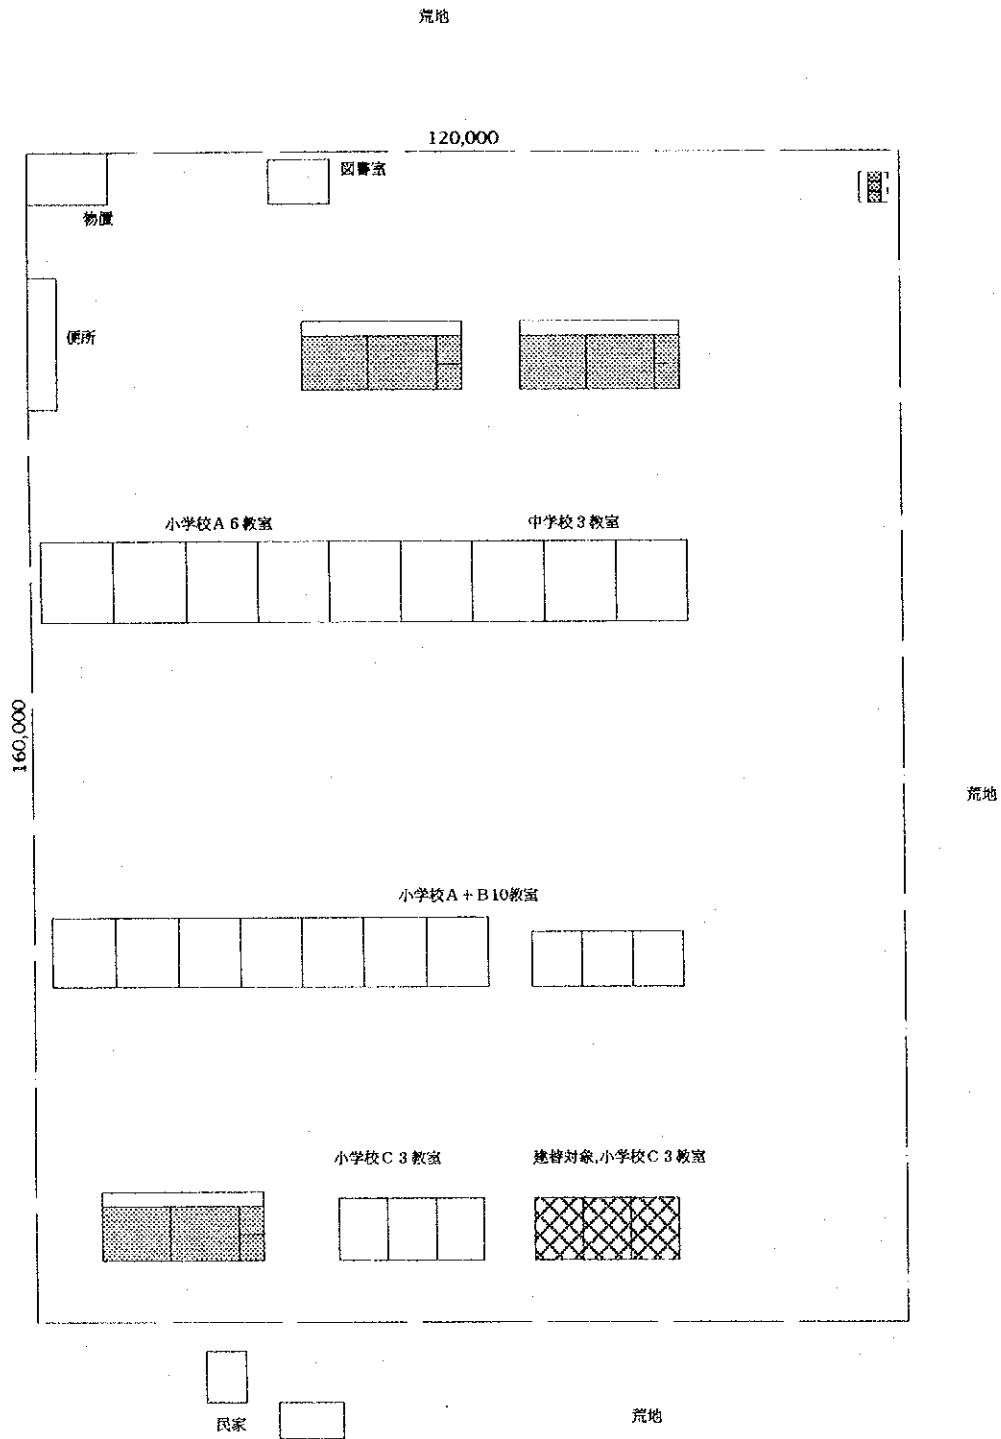 荒地
120,000
図書室
物置
便所
小学校A 6教室
中学校3教室
160,000
荒地
小学校A+B10教室
小学校C 3教室
建替対象,小学校C 3教室
民家
荒地